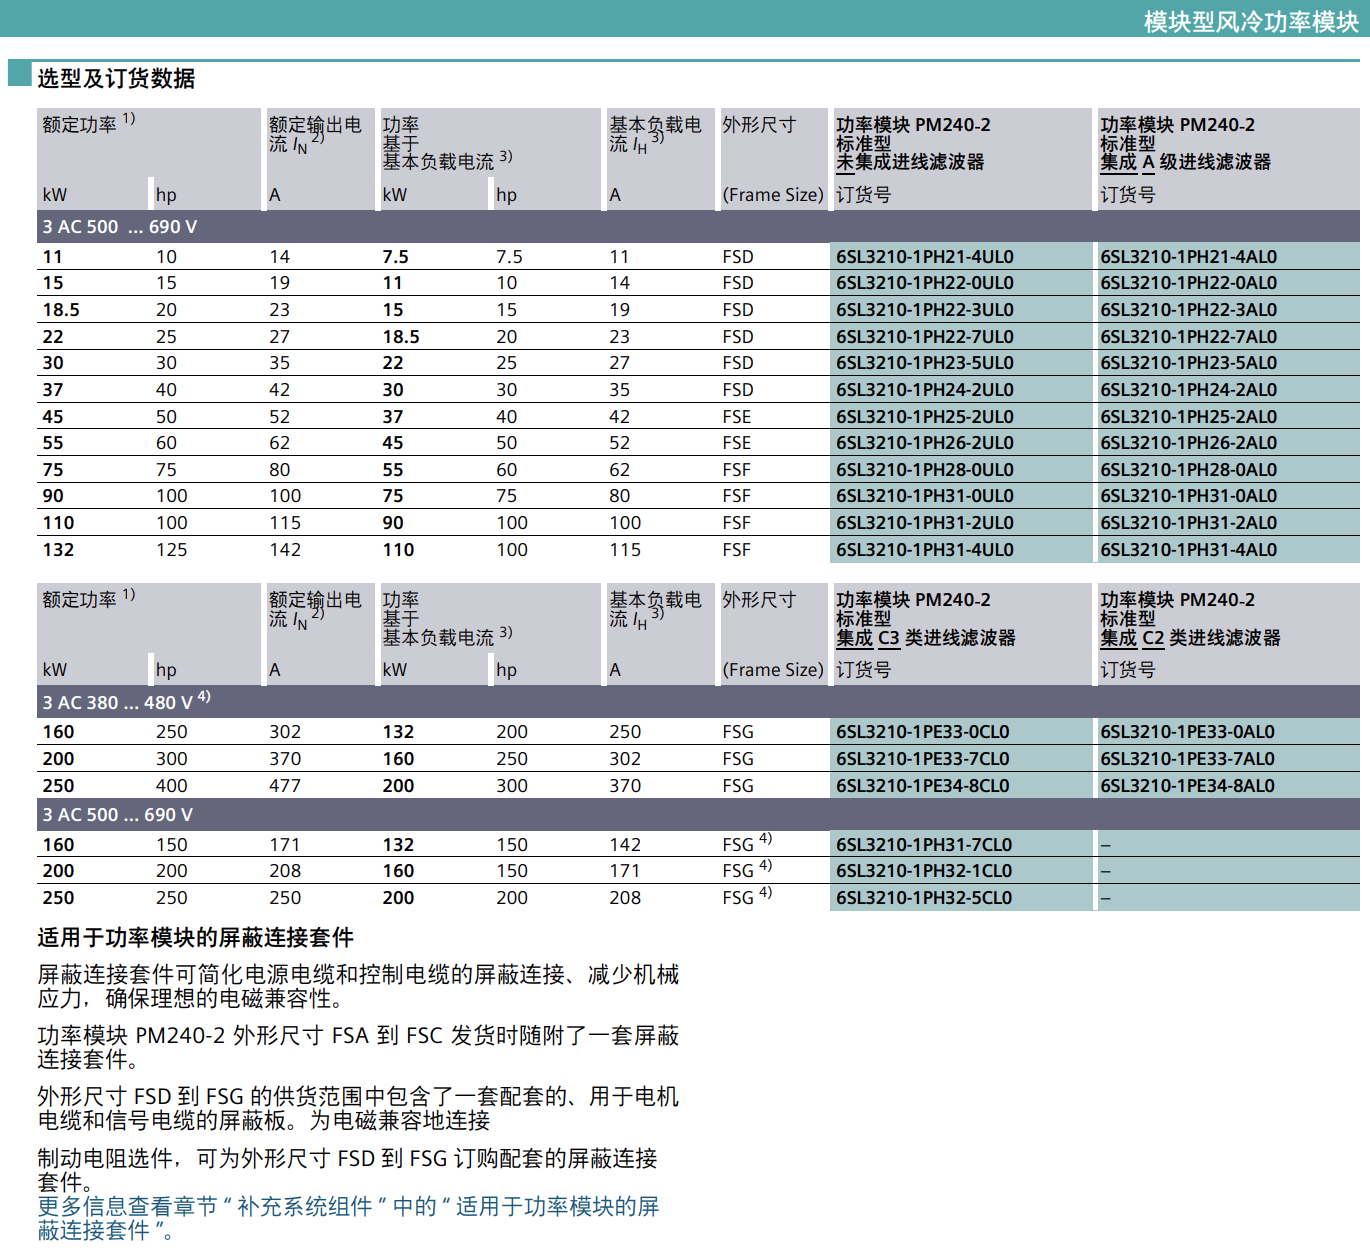 模块型风冷功率模块
选型及订货数据
额定功率 1) 额定输出电 功率 基本负载电 外形尺寸 功率模块 PM240-2 功率模块 PM240-2
流 IN 2) 基于 流 IH 3) 标准型 标准型
基本负载电流 3) 未集成进线滤波器 集成 A 级进线滤波器
kW hp A kW hp A (Frame Size) 订货号 订货号
3 AC 500 ... 690 V
11 10 14 7.5 7.5 11 FSD 6SL3210-1PH21-4UL0 6SL3210-1PH21-4AL0
15 15 19 11 10 14 FSD 6SL3210-1PH22-0UL0 6SL3210-1PH22-0AL0
18.5 20 23 15 15 19 FSD 6SL3210-1PH22-3UL0 6SL3210-1PH22-3AL0
22 25 27 18.5 20 23 FSD 6SL3210-1PH22-7UL0 6SL3210-1PH22-7AL0
30 30 35 22 25 27 FSD 6SL3210-1PH23-5UL0 6SL3210-1PH23-5AL0
37 40 42 30 30 35 FSD 6SL3210-1PH24-2UL0 6SL3210-1PH24-2AL0
45 50 52 37 40 42 FSE 6SL3210-1PH25-2UL0 6SL3210-1PH25-2AL0
55 60 62 45 50 52 FSE 6SL3210-1PH26-2UL0 6SL3210-1PH26-2AL0
75 75 80 55 60 62 FSF 6SL3210-1PH28-0UL0 6SL3210-1PH28-0AL0
90 100 100 75 75 80 FSF 6SL3210-1PH31-0UL0 6SL3210-1PH31-0AL0
110 100 115 90 100 100 FSF 6SL3210-1PH31-2UL0 6SL3210-1PH31-2AL0
132 125 142 110 100 115 FSF 6SL3210-1PH31-4UL0 6SL3210-1PH31-4AL0
额定功率 1) 额定输出电 功率 基本负载电 外形尺寸 功率模块 PM240-2 功率模块 PM240-2
流 IN 2) 基于 流 IH 3) 标准型 标准型
基本负载电流 3) 集成 C3 类进线滤波器 集成 C2 类进线滤波器
kW hp A kW hp A (Frame Size) 订货号 订货号
3 AC 380 ... 480 V 4)
160 250 302 132 200 250 FSG 6SL3210-1PE33-0CL0 6SL3210-1PE33-0AL0
200 300 370 160 250 302 FSG 6SL3210-1PE33-7CL0 6SL3210-1PE33-7AL0
250 400 477 200 300 370 FSG 6SL3210-1PE34-8CL0 6SL3210-1PE34-8AL0
3 AC 500 ... 690 V
160 150 171 132 150 142 FSG 4) 6SL3210-1PH31-7CL0 –
200 200 208 160 150 171 FSG 4) 6SL3210-1PH32-1CL0 –
250 250 250 200 200 208 FSG 4) 6SL3210-1PH32-5CL0 –
适用于功率模块的屏蔽连接套件
屏蔽连接套件可简化电源电缆和控制电缆的屏蔽连接、减少机械
应力，确保理想的电磁兼容性。
功率模块 PM240-2 外形尺寸 FSA 到 FSC 发货时随附了一套屏蔽
连接套件。
外形尺寸 FSD 到 FSG 的供货范围中包含了一套配套的、用于电机
电缆和信号电缆的屏蔽板。为电磁兼容地连接
制动电阻选件，可为外形尺寸 FSD 到 FSG 订购配套的屏蔽连接
套件。
更多信息查看章节 “ 补充系统组件 ” 中的 “ 适用于功率模块的屏
蔽连接套件 ”。